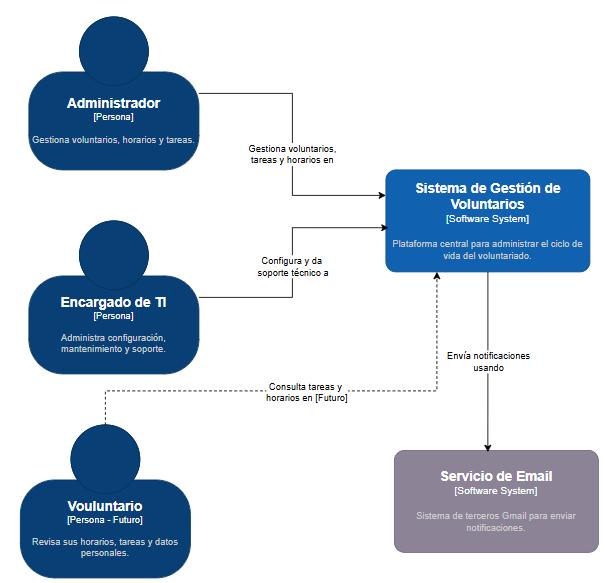 Administrador
[Persona]
Gestiona voluntarios, horarios y tareas.
Gestiona voluntarios,
tareas y horarios en
Sistema de Gestión de
Voluntarios
[Software System]
Plataforma central para administrar el ciclo de
vida del voluntariado.
Encargado de TI
[Persona]
Administra configuración,
mantenimiento y soporte.
Configura y da
soporte técnico a
Envía notificaciones
usando
Consulta tareas y
horarios en [Futuro]
Vouluntario
[Persona - Futuro]
Revisa sus horarios, tareas y datos
personales.
Servicio de Email
[Software System]
Sistema de terceros Gmail para enviar
notificaciones.